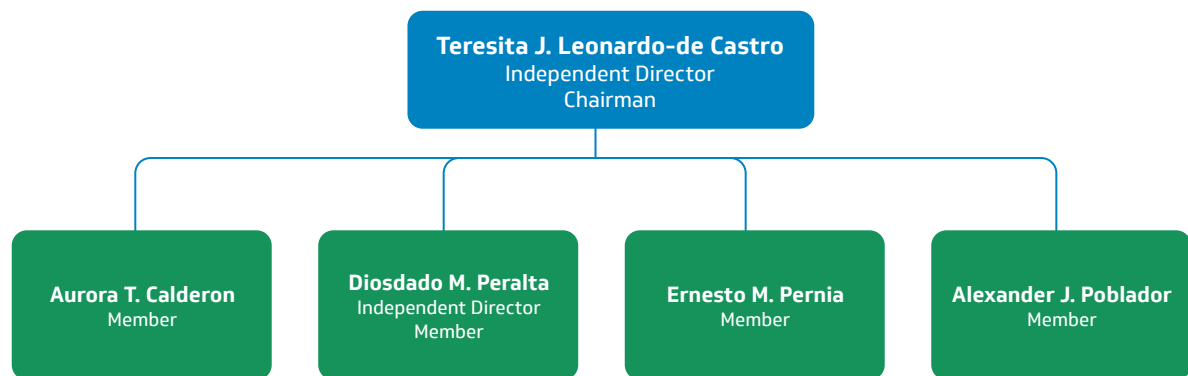 Teresita J. Leonardo-de Castro
Independent Director
Chairman
Aurora T. Calderon
Member
Diosdado M. Peralta
Independent Director
Member
Ernesto M. Pernia
Member
Alexander J. Poblador
Member